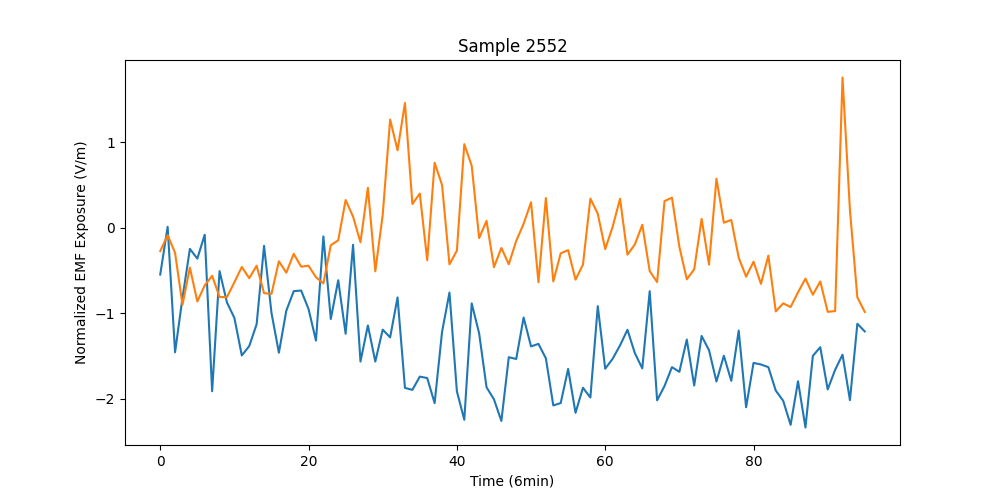 Sample 2552
Normalized EMF Exposure (V/m)
1
0
−1
−2
0 20 40 60 80
Time (6min)